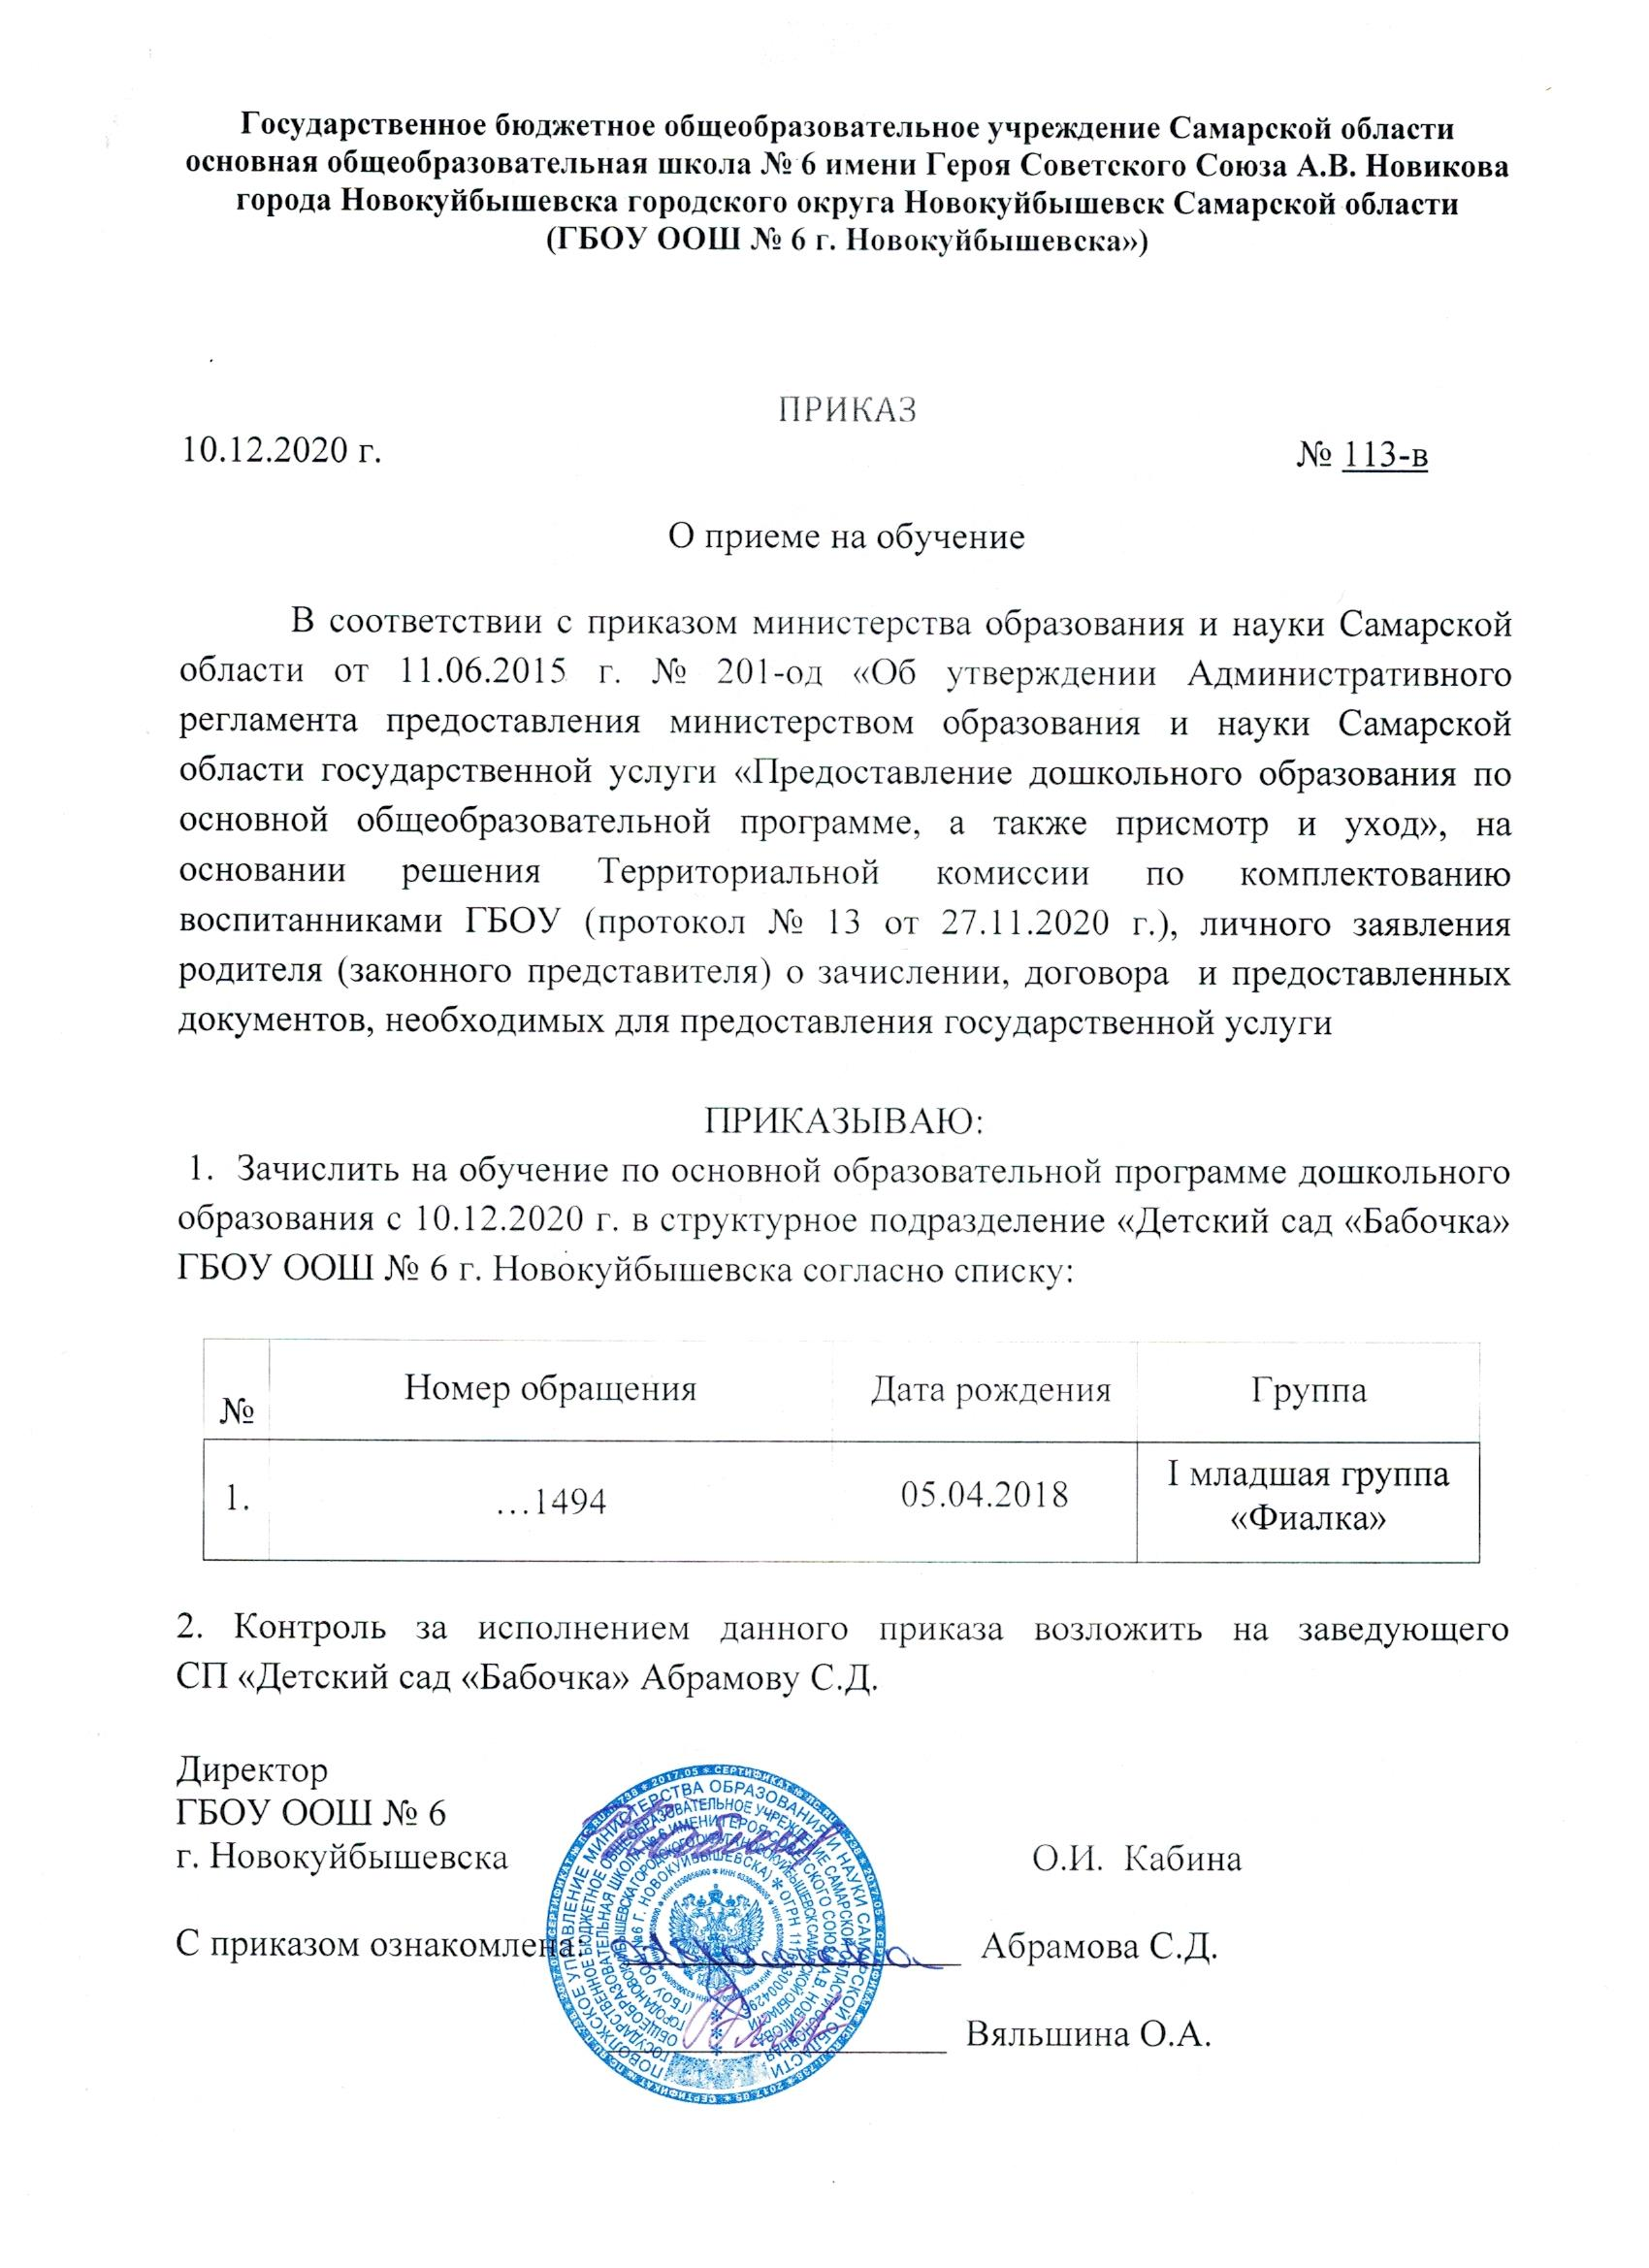 Государственное бюджетное общеобразовательное учреждение Самарской области
основная общеобразовательная школа № 6 имени Героя Советского Союза А.В. Новикова
города Новокуйбышевска городского округа Новокуйбышевск Самарской области
(ГБОУ ООШ № 6 г. Новокуйбышевска»)
ПРИКАЗ
10.12.2020 г. № 113-в
О приеме на обучение
В соответствии с приказом министерства образования и науки Самарской
области от 11.06.2015 г. № 201-од «Об утверждении Административного
регламента предоставления министерством образования и науки Самарской
области государственной услуги «Предоставление дошкольного образования по
основной общеобразовательной программе, а также присмотр и уход», на
основании решения Территориальной комиссии по комплектованию
воспитанниками ГБОУ (протокол № 13 от 27.11.2020 г.), личного заявления
родителя (законного представителя) о зачислении, договора и предоставленных
документов, необходимых для предоставления государственной услуги
ПРИКАЗЫВАЮ:
1. Зачислить на обучение по основной образовательной программе дошкольного
образования с 10.12.2020 г. в структурное подразделение «Детский сад «Бабочка»
ГБОУ ООШ № 6 г. Новокуйбышевска согласно списку:
№ Номер обращения Дата рождения Группа
1. …1494 05.04.2018 I младшая группа
«Фиалка»
2. Контроль за исполнением данного приказа возложить на заведующего
СП «Детский сад «Бабочка» Абрамову С.Д.
Директор
ГБОУ ООШ № 6
г. Новокуйбышевска О.И. Кабина
С приказом ознакомлена: Абрамова С.Д.
Вяльшина О.А.
ПОВОЛЖСКОЕ УПРАВЛЕНИЕ МИНИСТЕРСТВА ОБРАЗОВАНИЯ И НАУКИ САМАРСКОЙ ОБЛАСТИ